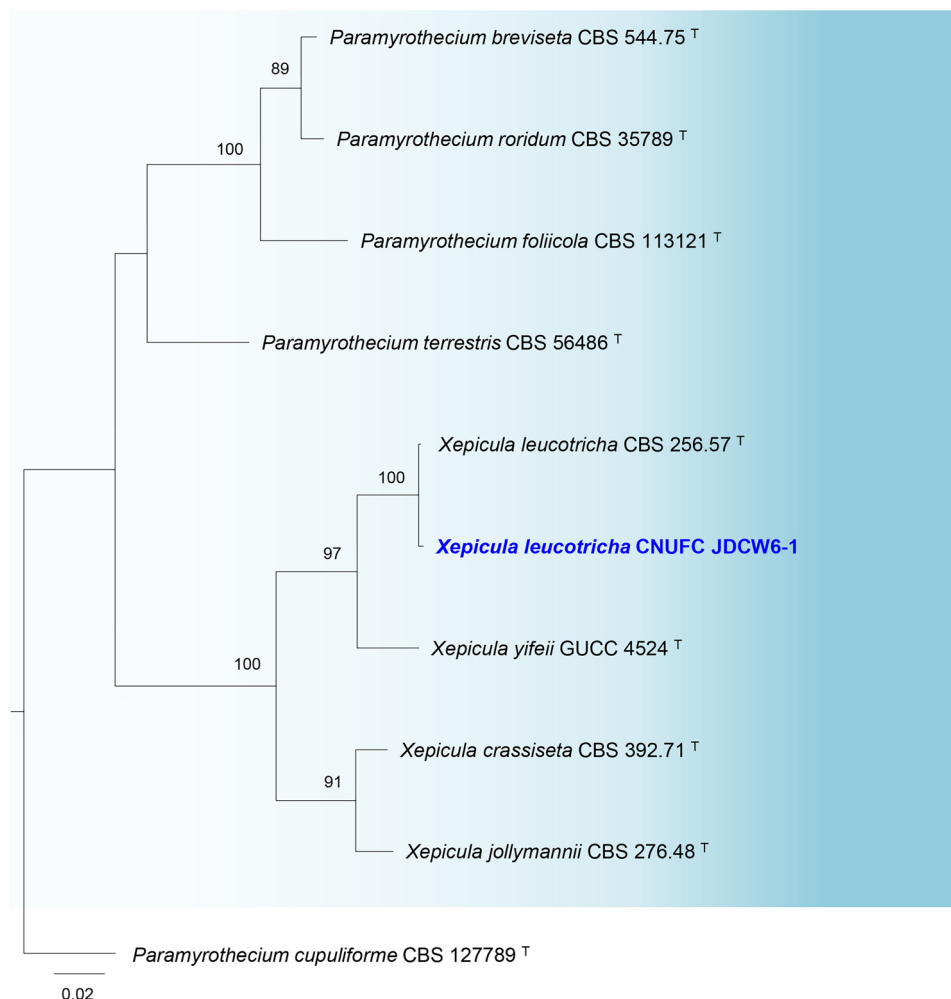 Paramyrothecium breviseta CBS 544.75 T
89
Paramyrothecium roridum CBS 35789 T
100
Paramyrothecium foliicola CBS 113121 T
Paramyrothecium terrestris CBS 56486 T
Xepicula leucotricha CBS 256.57 T
100
Xepicula leucotricha CNUFC JDCW6-1
97
Xepicula yifeii GUCC 4524 T
100
Xepicula crassiseta CBS 392.71 T
91
Xepicula jollymannii CBS 276.48 T
Paramyrothecium cupuliforme CBS 127789 T
0.02